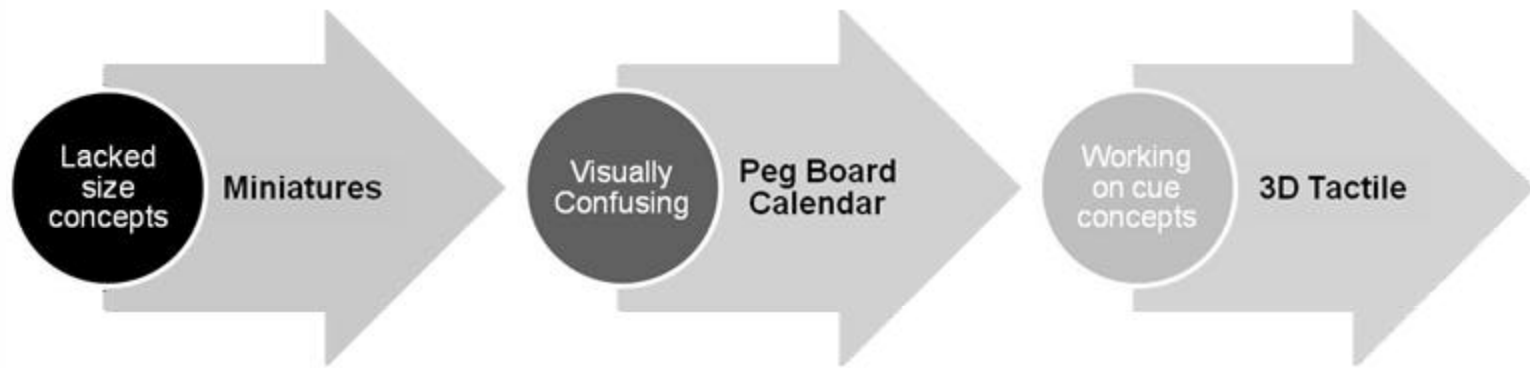 Lacked
size
concepts
Miniatures
Visually
Confusing
Peg Board
Calendar
Working
on cue
concepts
3D Tactile